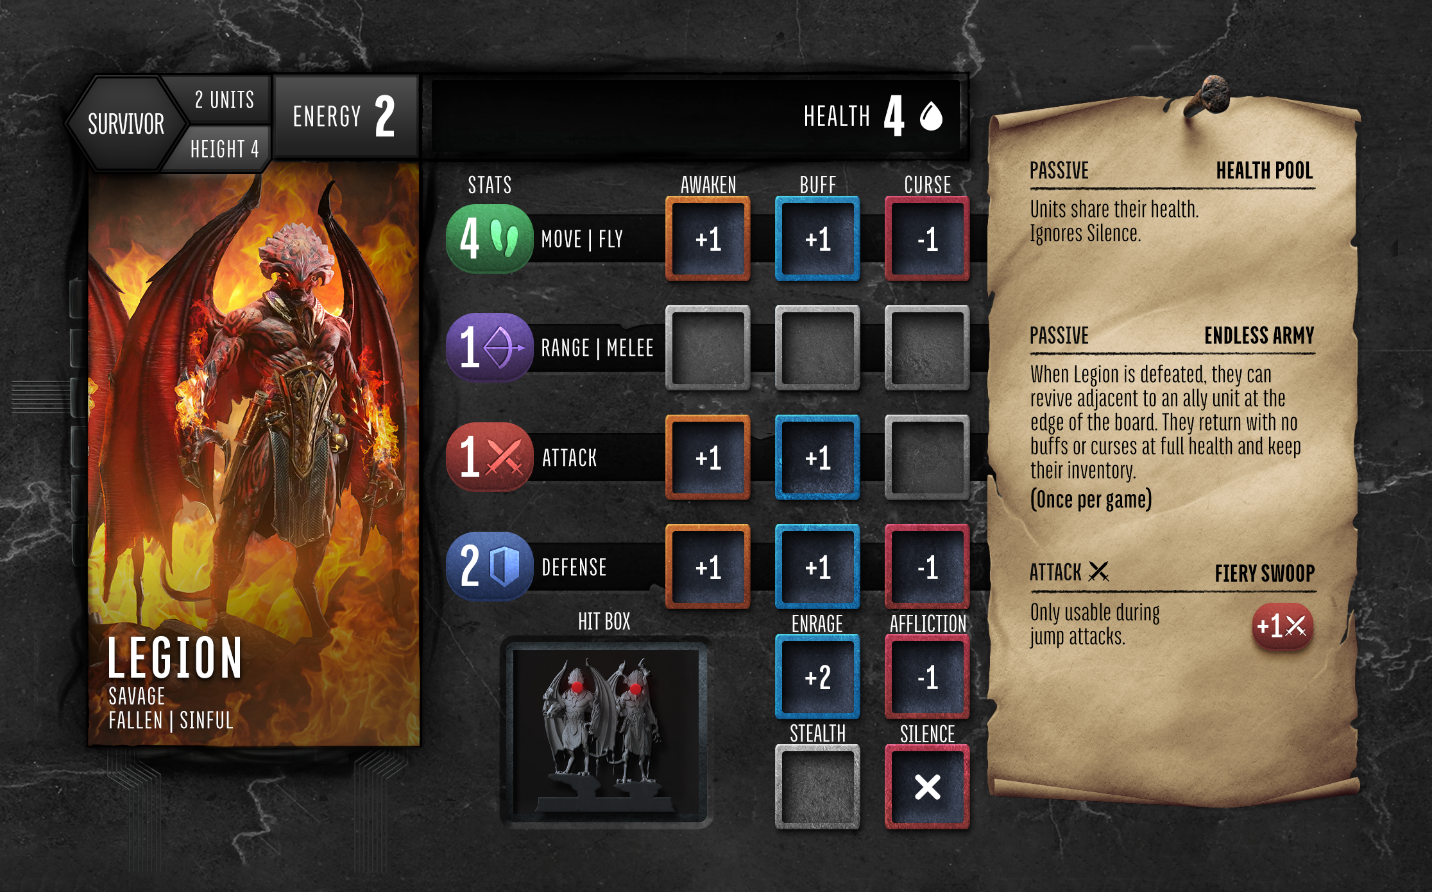 SURVIVOR
2 UNITS
HEIGHT 4
ENERGY 2
HEALTH 4
STATS
AWAKEN
BUFF
CURSE
4 MOVE | FLY
+1
+1
-1
1 RANGE | MELEE
1 ATTACK
+1
+1
2 DEFENSE
+1
+1
-1
HIT BOX
ENRAGE
AFFLICTION
+2
-1
STEALTH
SILENCE
LEGION
SAVAGE
FALLEN | SINFUL
PASSIVE HEALTH POOL
Units share their health.
Ignores Silence.
PASSIVE ENDLESS ARMY
When Legion is defeated, they can
revive adjacent to an ally unit at the
edge of the board. They return with no
buffs or curses at full health and keep
their inventory.
(Once per game)
ATTACK FIERY SWOOP
Only usable during
jump attacks.
+1